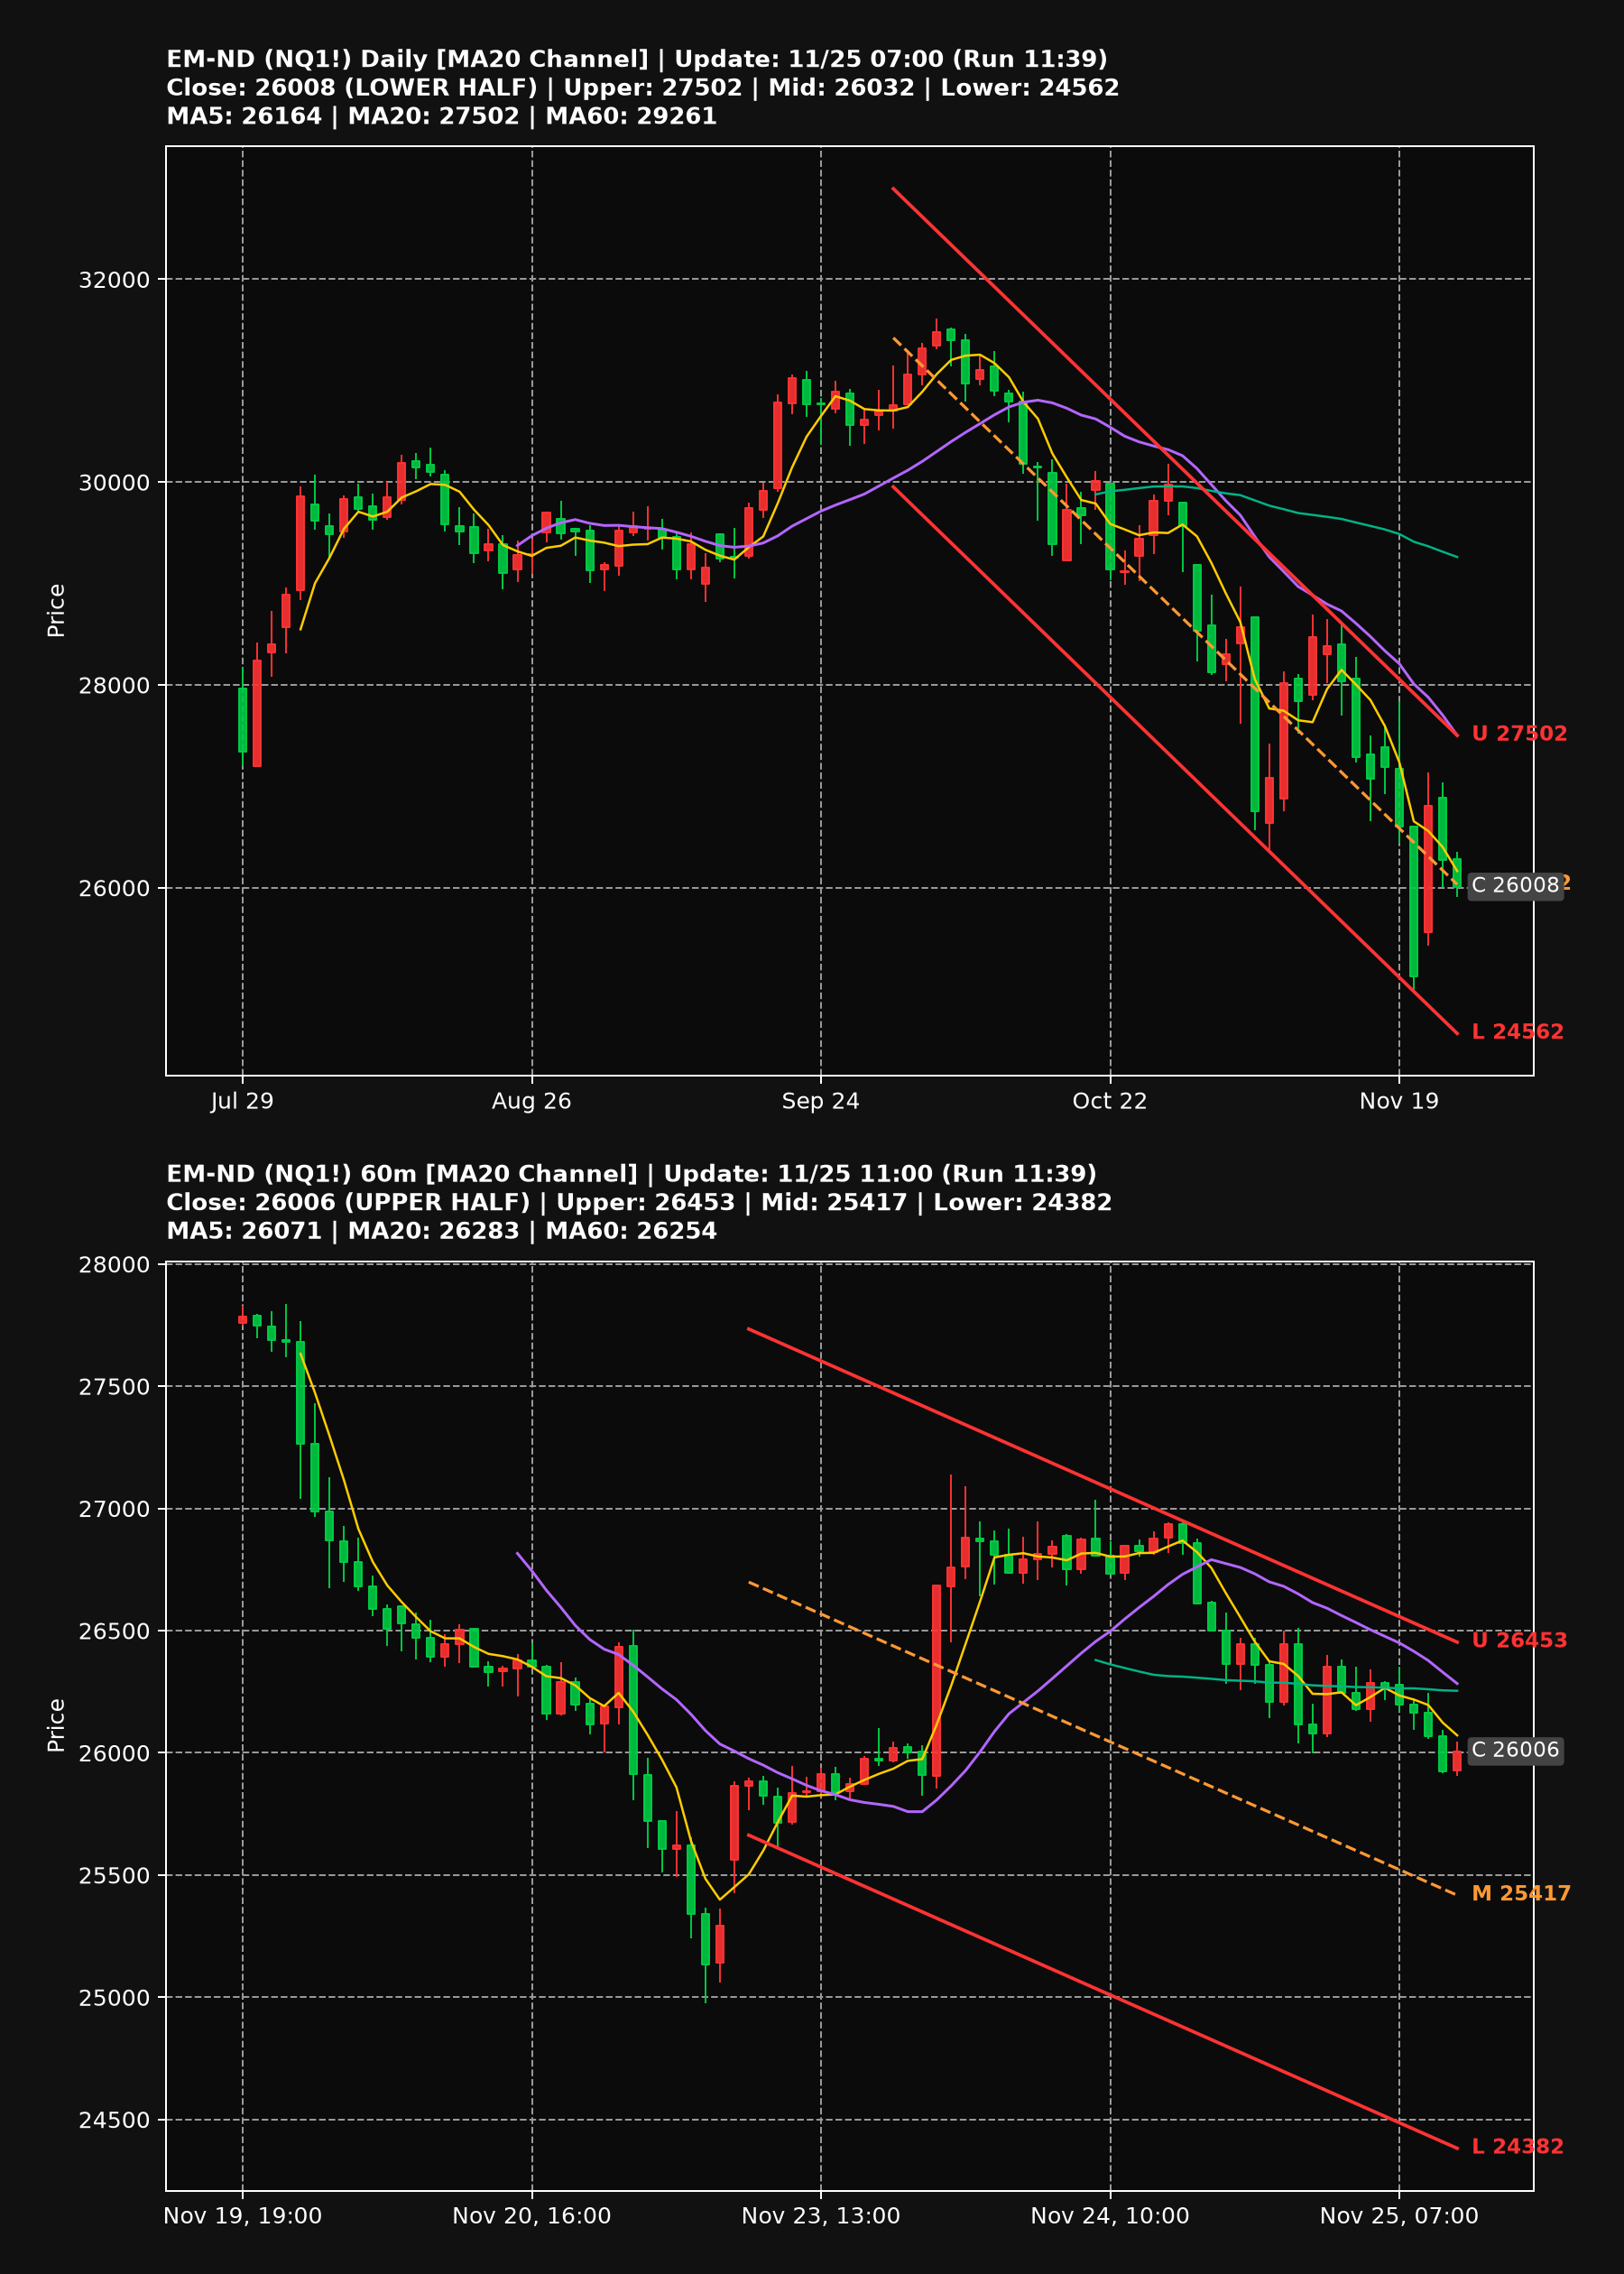 EM-ND (NQ1!) Daily [MA20 Channel] | Update: 11/25 07:00 (Run 11:39)
Close: 26008 (LOWER HALF) | Upper: 27502 | Mid: 26032 | Lower: 24562
MA5: 26164 | MA20: 27502 | MA60: 29261
32000
30000
Price
28000
U 27502
26000
C 26008
L 24562
Jul 29
Aug 26
Sep 24
Oct 22
Nov 19
EM-ND (NQ1!) 60m [MA20 Channel] | Update: 11/25 11:00 (Run 11:39)
Close: 26006 (UPPER HALF) | Upper: 26453 | Mid: 25417 | Lower: 24382
MA5: 26071 | MA20: 26283 | MA60: 26254
28000
27500
27000
26500
U 26453
Price
26000
C 26006
25500
M 25417
25000
24500
L 24382
Nov 19, 19:00
Nov 20, 16:00
Nov 23, 13:00
Nov 24, 10:00
Nov 25, 07:00